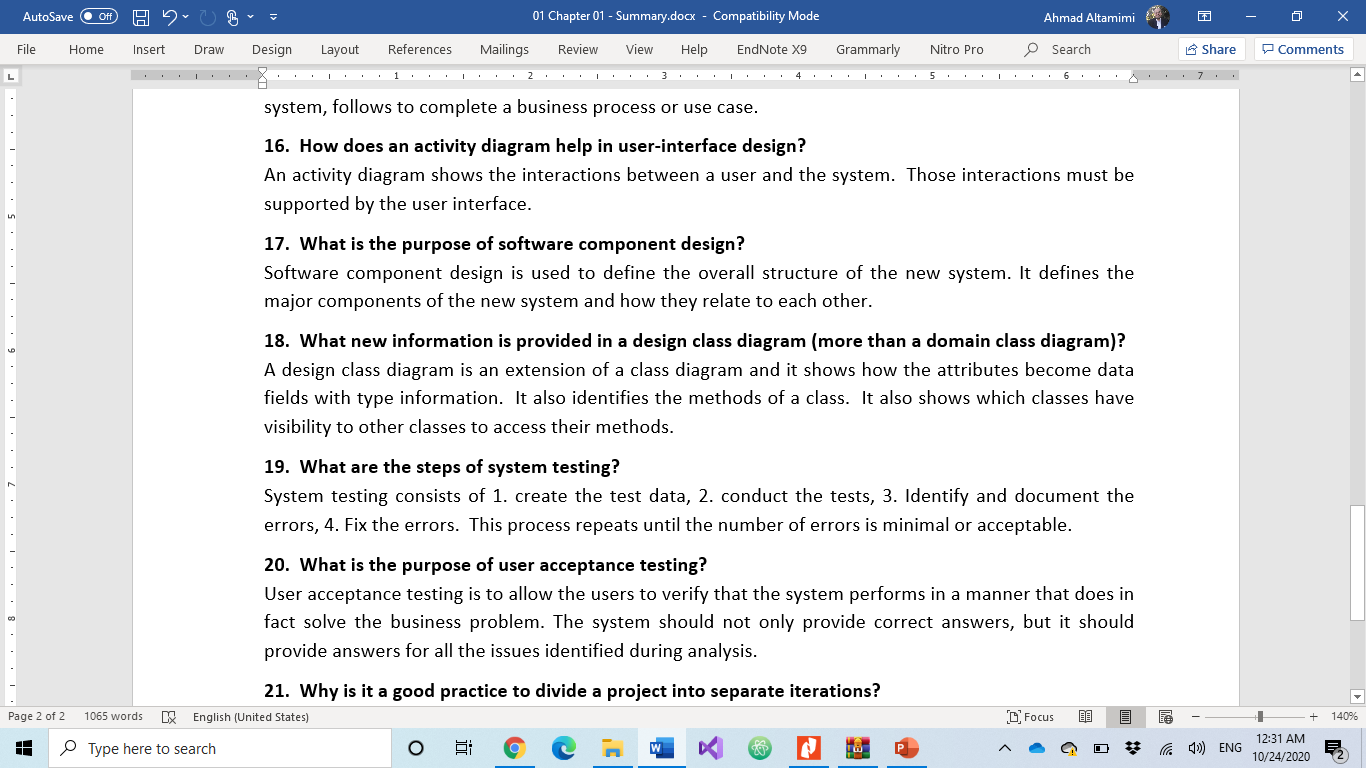 AutoSave Off 01 Chapter 01 - Summary.docx - Compatibility Mode Ahmad Altamimi
File Home Insert Draw Design Layout References Mailings Review View Help EndNote X9 Grammarly Nitro Pro Search Share Comments
1 2 3 4 5 6 7
system, follows to complete a business process or use case.
16. How does an activity diagram help in user-interface design?
An activity diagram shows the interactions between a user and the system. Those interactions must be
supported by the user interface.
17. What is the purpose of software component design?
Software component design is used to define the overall structure of the new system. It defines the
major components of the new system and how they relate to each other.
18. What new information is provided in a design class diagram (more than a domain class diagram)?
A design class diagram is an extension of a class diagram and it shows how the attributes become data
fields with type information. It also identifies the methods of a class. It also shows which classes have
visibility to other classes to access their methods.
19. What are the steps of system testing?
System testing consists of 1. create the test data, 2. conduct the tests, 3. Identify and document the
errors, 4. Fix the errors. This process repeats until the number of errors is minimal or acceptable.
20. What is the purpose of user acceptance testing?
User acceptance testing is to allow the users to verify that the system performs in a manner that does in
fact solve the business problem. The system should not only provide correct answers, but it should
provide answers for all the issues identified during analysis.
21. Why is it a good practice to divide a project into separate iterations?
5
6
7
8
Page 2 of 2 1065 words English (United States) Focus 140%
Type here to search ENG 12:31 AM
10/24/2020 2